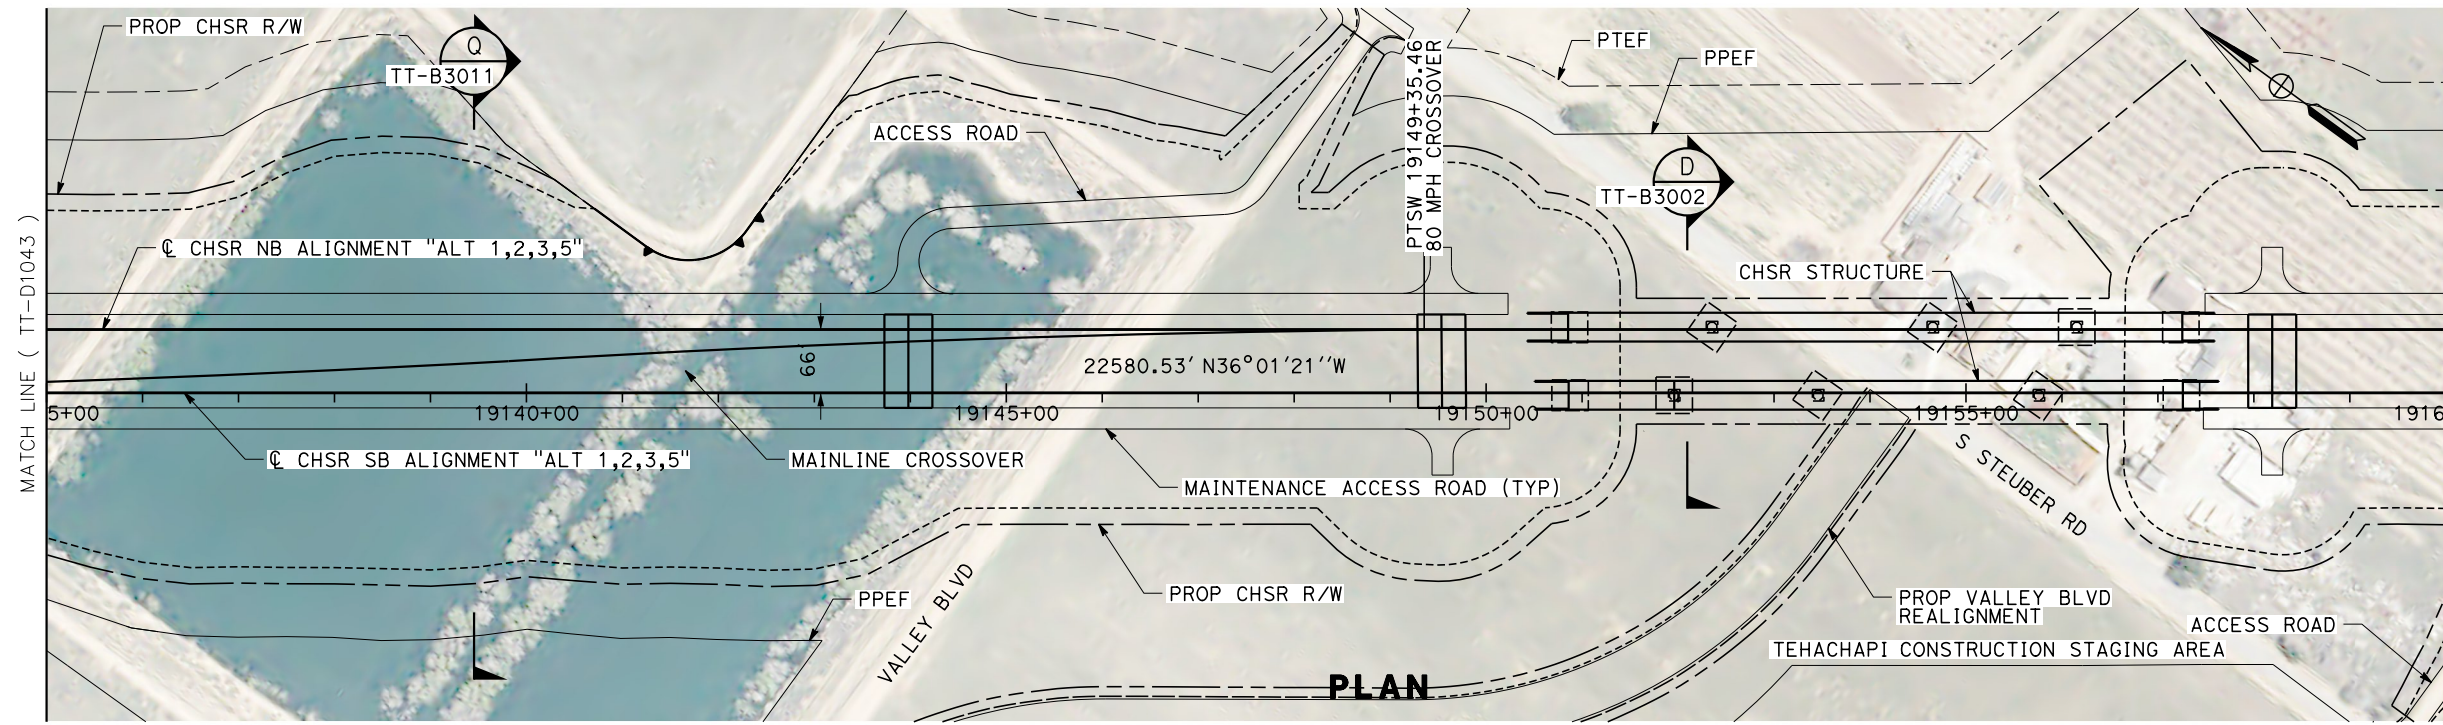 PROP CHSR R/W
Q
TT-B3011
PTEF
PPEF
PTSW 19149+35.46
80 MPH CROSSOVER
ACCESS ROAD
D
TT-B3002
MATCH LINE ( TT-D1043 )
℄ CHSR NB ALIGNMENT "ALT 1,2,3,5"
CHSR STRUCTURE
66'
22580.53' N36°01'21''W
5+00
19140+00
19145+00
19150+00
19155+00
1916
℄ CHSR SB ALIGNMENT "ALT 1,2,3,5"
MAINLINE CROSSOVER
MAINTENANCE ACCESS ROAD (TYP)
S STEUBER RD
VALLEY BLVD
PPEF
PROP CHSR R/W
PROP VALLEY BLVD
REALIGNMENT
ACCESS ROAD
TEHACHAPI CONSTRUCTION STAGING AREA
PLAN